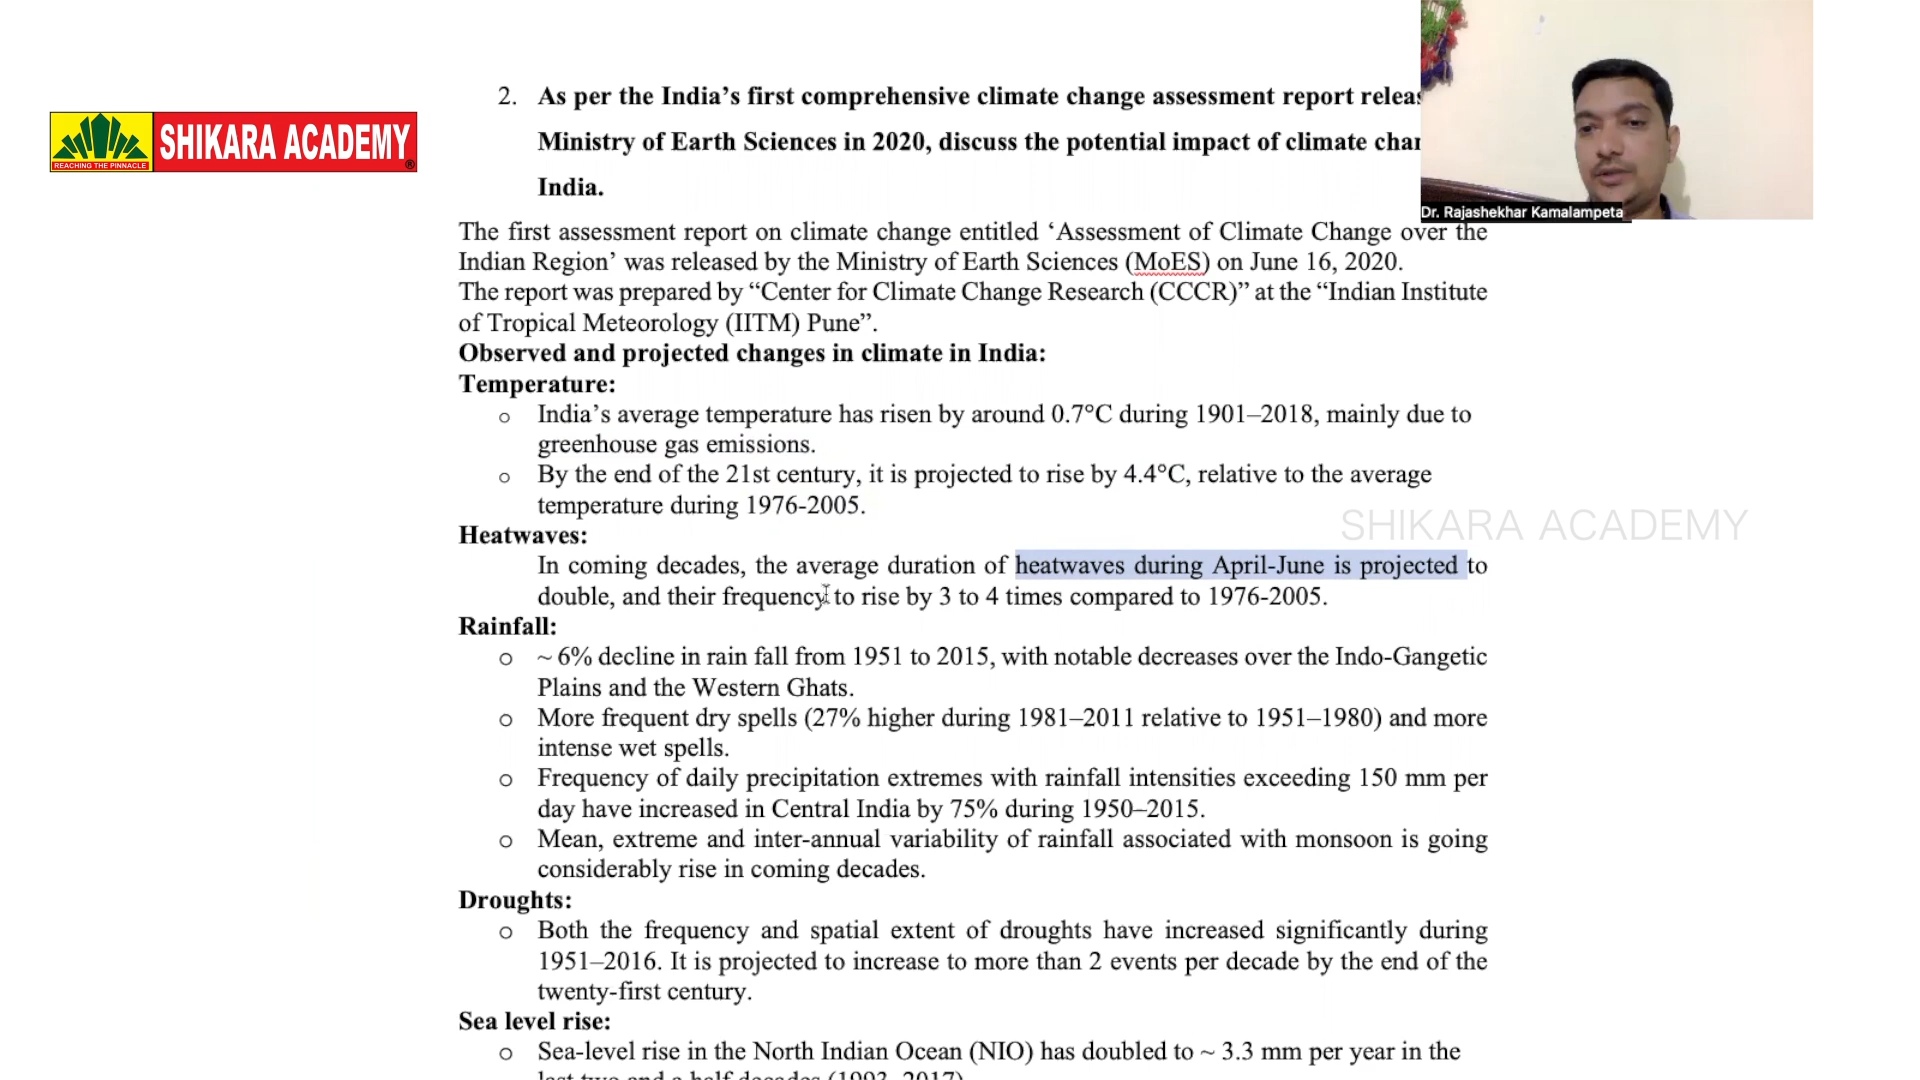 2. As per the India's first comprehensive climate change assessment report
Ministry of Earth Sciences in 2020, discuss the potential impact of climate
India.
SHIKARA ACADEMY
REACHING THE PINNACLE
®
Dr. Rajashekhar Kamalampeta
The first assessment report on climate change entitled ‘Assessment of Climate Change over the
Indian Region’ was released by the Ministry of Earth Sciences (MoES) on June 16, 2020.
The report was prepared by “Center for Climate Change Research (CCCR)” at the “Indian Institute
of Tropical Meteorology (IITM) Pune”.
Observed and projected changes in climate in India:
Temperature:
o India’s average temperature has risen by around 0.7°C during 1901–2018, mainly due to
greenhouse gas emissions.
o By the end of the 21st century, it is projected to rise by 4.4°C, relative to the average
temperature during 1976-2005.
SHIKARA ACADEMY
Heatwaves:
In coming decades, the average duration of heatwaves during April-June is projected to
double, and their frequency to rise by 3 to 4 times compared to 1976-2005.
Rainfall:
o ~ 6% decline in rain fall from 1951 to 2015, with notable decreases over the Indo-Gangetic
Plains and the Western Ghats.
o More frequent dry spells (27% higher during 1981–2011 relative to 1951–1980) and more
intense wet spells.
o Frequency of daily precipitation extremes with rainfall intensities exceeding 150 mm per
day have increased in Central India by 75% during 1950–2015.
o Mean, extreme and inter-annual variability of rainfall associated with monsoon is going
considerably rise in coming decades.
Droughts:
o Both the frequency and spatial extent of droughts have increased significantly during
1951–2016. It is projected to increase to more than 2 events per decade by the end of the
twenty-first century.
Sea level rise:
o Sea-level rise in the North Indian Ocean (NIO) has doubled to ~ 3.3 mm per year in the
last two and a half decades (1993–2017)